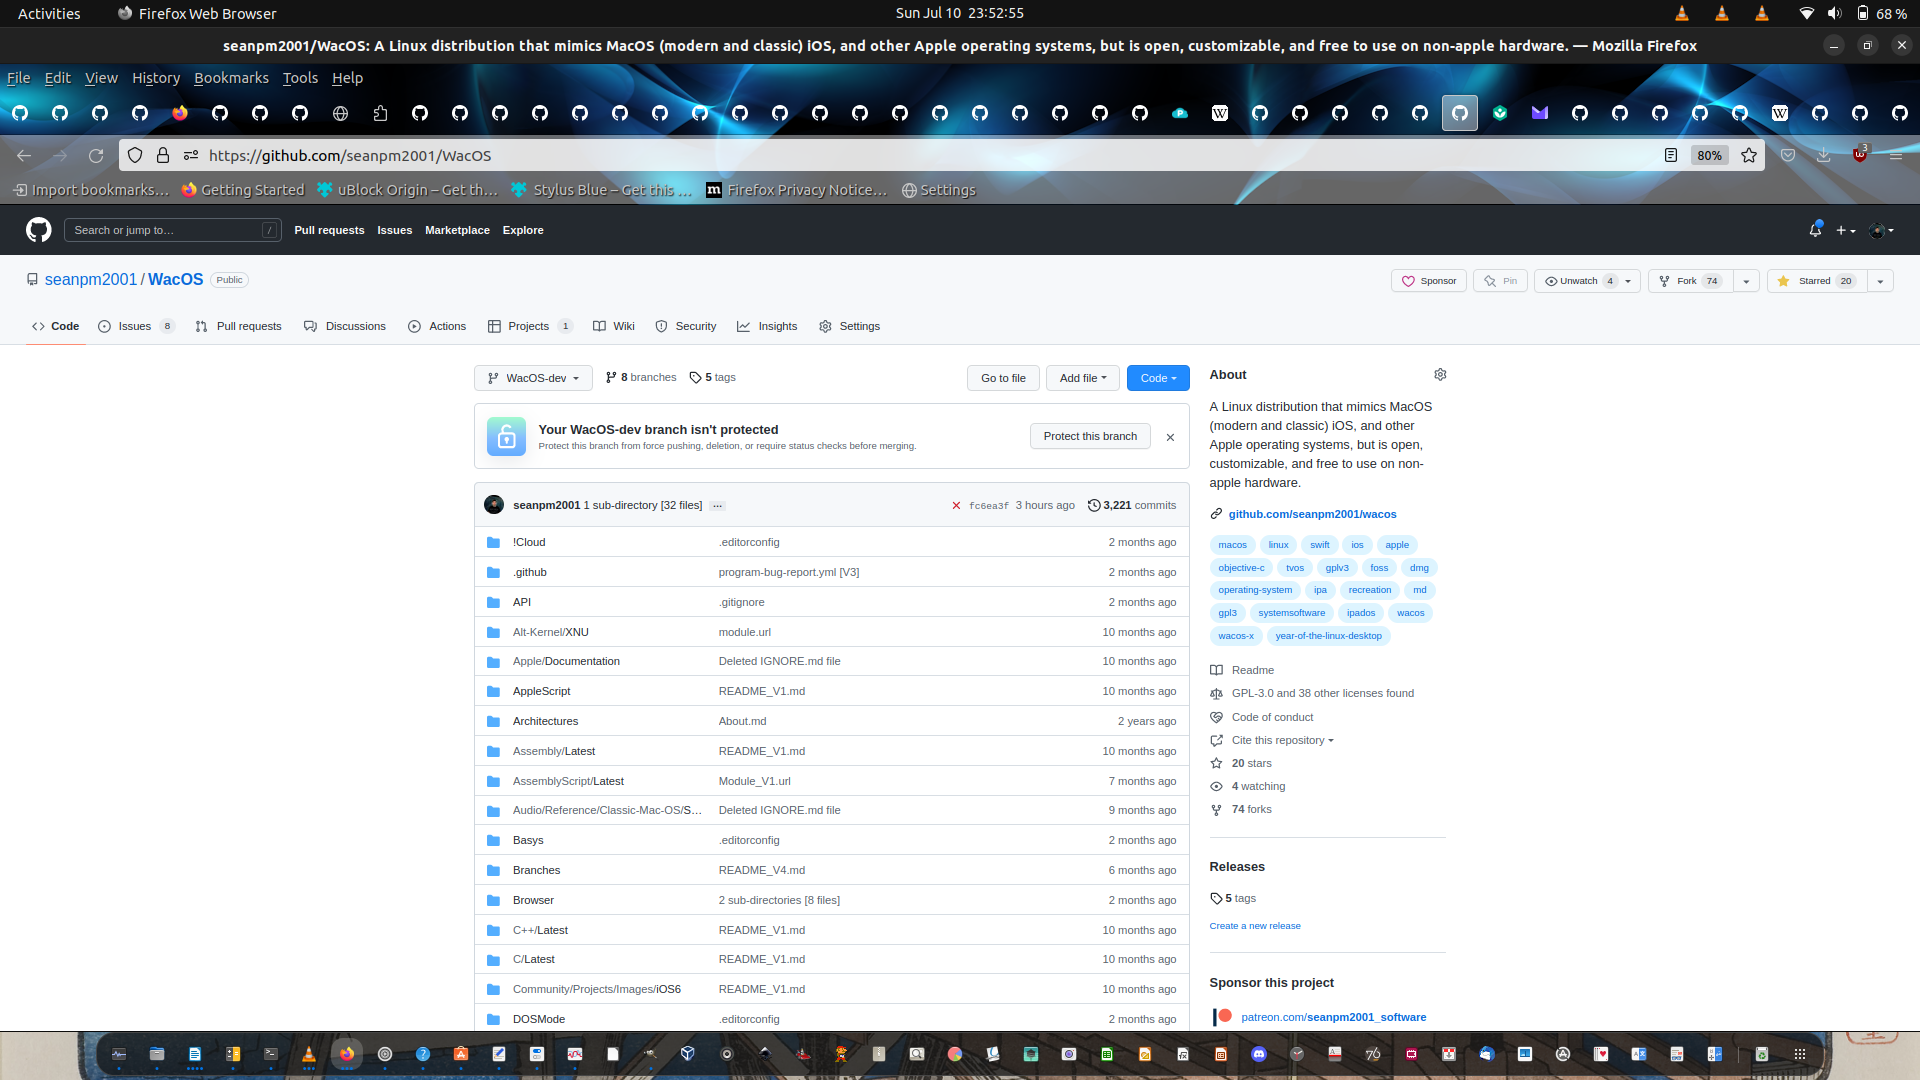 Activities
Firefox Web Browser
Sun Jul 10 23:52:55
68 %
seanpm2001/WacOS: A Linux distribution that mimics MacOS (modern and classic) iOS, and other Apple operating systems, but is open, customizable, and free to use on non-apple hardware. — Mozilla Firefox
File Edit View History Bookmarks Tools Help
https://github.com/seanpm2001/WacOS
80%
3
Import bookmarks…
Getting Started
uBlock Origin – Get th…
Stylus Blue – Get this …
Firefox Privacy Notice…
Settings
Search or jump to…
/
Pull requests
Issues
Marketplace
Explore
seanpm2001 / WacOS
Public
Sponsor
Pin
Unwatch 4
Fork 74
Starred 20
Code
Issues 8
Pull requests
Discussions
Actions
Projects 1
Wiki
Security
Insights
Settings
WacOS-dev
8 branches
5 tags
Go to file
Add file
Code
Your WacOS-dev branch isn't protected
Protect this branch from force pushing, deletion, or require status checks before merging.
Protect this branch
seanpm2001 1 sub-directory [32 files] …
fc6ea3f 3 hours ago
3,221 commits
!Cloud .editorconfig 2 months ago
.github program-bug-report.yml [V3] 2 months ago
API .gitignore 2 months ago
Alt-Kernel/XNU module.url 10 months ago
Apple/Documentation Deleted IGNORE.md file 10 months ago
AppleScript README_V1.md 10 months ago
Architectures About.md 2 years ago
Assembly/Latest README_V1.md 10 months ago
AssemblyScript/Latest Module_V1.url 7 months ago
Audio/Reference/Classic-Mac-OS/S… Deleted IGNORE.md file 9 months ago
Basys .editorconfig 2 months ago
Branches README_V4.md 6 months ago
Browser 2 sub-directories [8 files] 2 months ago
C++/Latest README_V1.md 10 months ago
C/Latest README_V1.md 10 months ago
Community/Projects/Images/iOS6 README_V1.md 10 months ago
DOSMode .editorconfig 2 months ago
About
A Linux distribution that mimics MacOS
(modern and classic) iOS, and other
Apple operating systems, but is open,
customizable, and free to use on non-
apple hardware.
github.com/seanpm2001/wacos
macos linux swift ios apple
objective-c tvos gplv3 foss dmg
operating-system ipa recreation md
gpl3 systemsoftware ipados wacos
wacos-x year-of-the-linux-desktop
Readme
GPL-3.0 and 38 other licenses found
Code of conduct
Cite this repository
20 stars
4 watching
74 forks
Releases
5 tags
Create a new release
Sponsor this project
patreon.com/seanpm2001_software